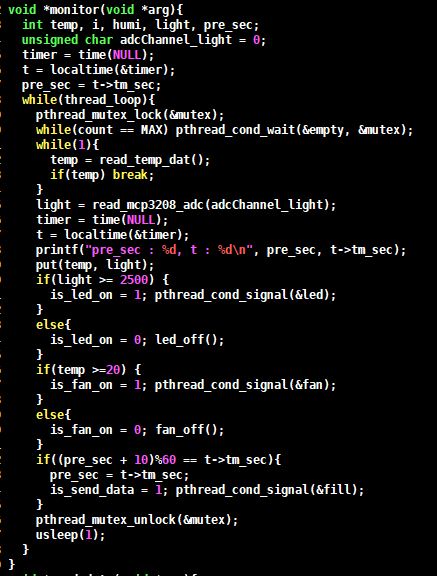 void *monitor(void *arg){
  int temp, i, humi, light, pre_sec;
  unsigned char adcChannel_light = 0;
  timer = time(NULL);
  t = localtime(&timer);
  pre_sec = t->tm_sec;
  while(thread_loop){
    pthread_mutex_lock(&mutex);
    while(count == MAX) pthread_cond_wait(&empty, &mutex);
    while(1){
      temp = read_temp_dat();
      if(temp) break;
    }
    light = read_mcp3208_adc(adcChannel_light);
    timer = time(NULL);
    t = localtime(&timer);
    printf("pre_sec : %d, t : %d\n", pre_sec, t->tm_sec);
    put(temp, light);
    if(light >= 2500) {
      is_led_on = 1; pthread_cond_signal(&led);
    }
    else{
      is_led_on = 0; led_off();
    }
    if(temp >=20) {
      is_fan_on = 1; pthread_cond_signal(&fan);
    }
    else{
      is_fan_on = 0; fan_off();
    }
    if((pre_sec + 10)%60 == t->tm_sec){
      pre_sec = t->tm_sec;
      is_send_data = 1; pthread_cond_signal(&fill);
    }
    pthread_mutex_unlock(&mutex);
    usleep(1);
  }
}